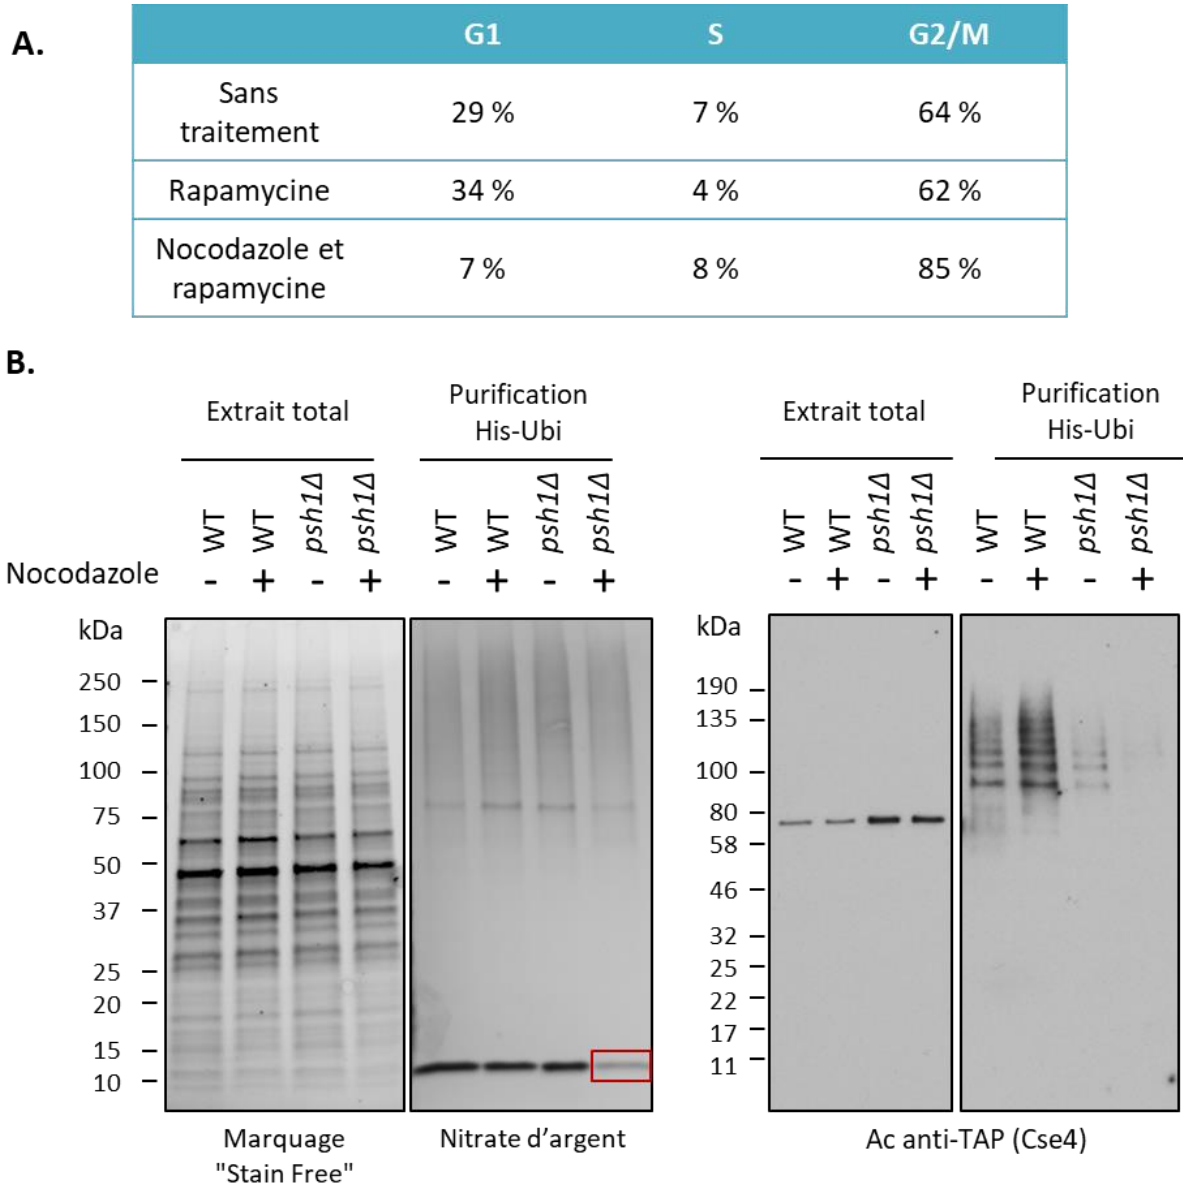 A.
G1 S G2/M
Sans
traitement
29 % 7 % 64 %
Rapamycine 34 % 4 % 62 %
Nocodazole et
rapamycine
7 % 8 % 85 %
B.
Extrait total
Purification
His-Ubi
Extrait total
Purification
His-Ubi
WT WT psh1Δ psh1Δ WT WT psh1Δ psh1Δ WT WT psh1Δ psh1Δ WT WT psh1Δ psh1Δ
Nocodazole - + - + - + - + - + - + - + - +
kDa
250
150
100
75
50
37
25
20
15
10
kDa
190
135
100
80
58
46
32
25
22
17
11
Marquage
"Stain Free"
Nitrate d’argent
Ac anti-TAP (Cse4)